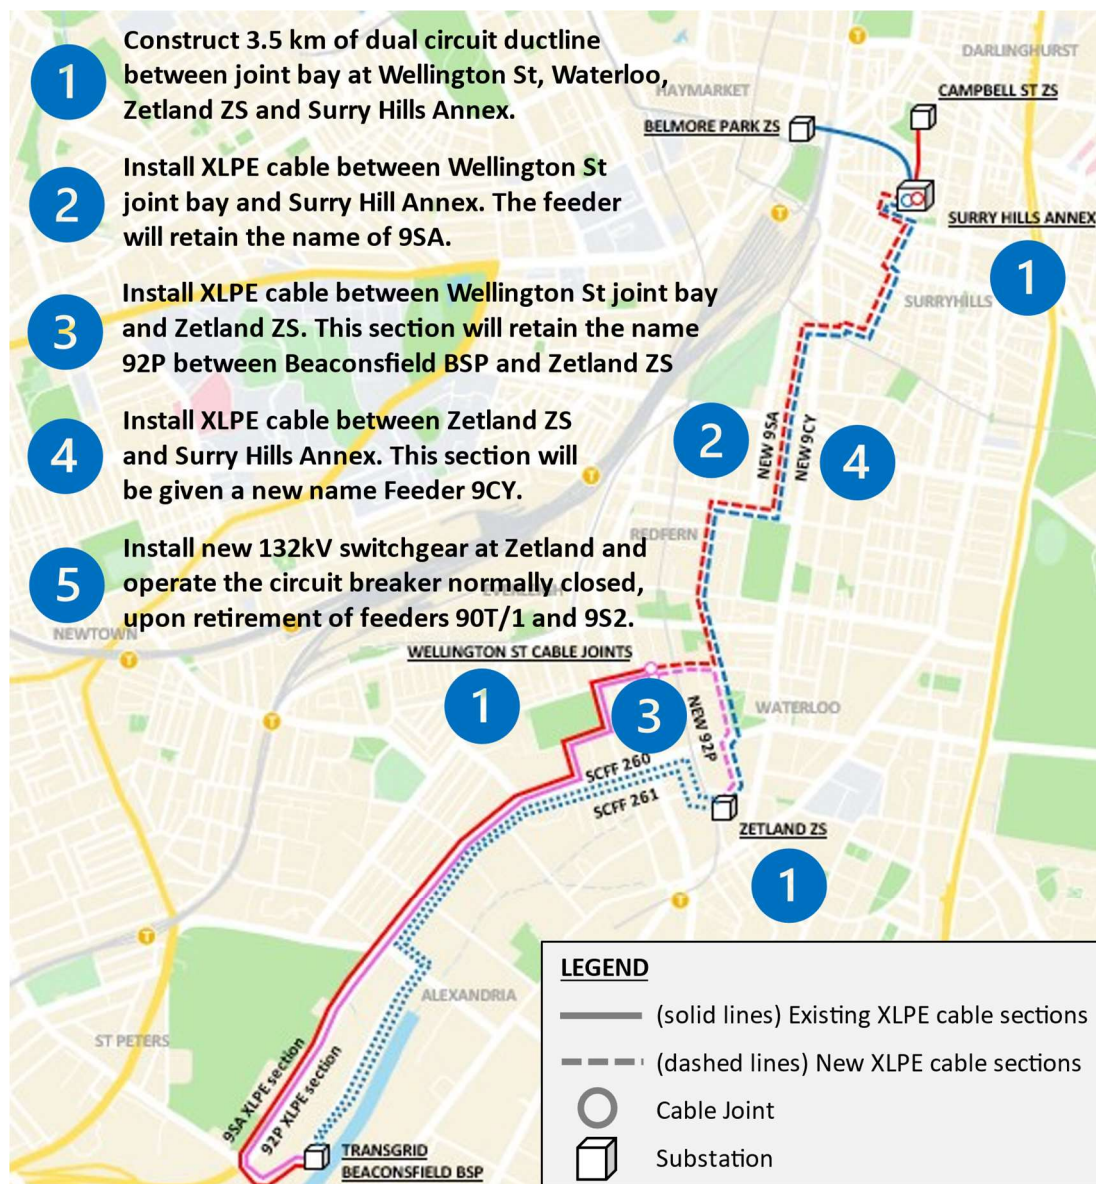 1
Construct 3.5 km of dual circuit ductline
between joint bay at Wellington St, Waterloo,
Zetland ZS and Surry Hills Annex.
2
Install XLPE cable between Wellington St
joint bay and Surry Hill Annex. The feeder
will retain the name of 9SA.
3
Install XLPE cable between Wellington St joint bay
and Zetland ZS. This section will retain the name
92P between Beaconsfield BSP and Zetland ZS
4
Install XLPE cable between Zetland ZS
and Surry Hills Annex. This section will
be given a new name Feeder 9CY.
5
Install new 132kV switchgear at Zetland and
operate the circuit breaker normally closed,
upon retirement of feeders 90T/1 and 9S2.
DARLINGHURST
HAYMARKET
CAMPBELL ST ZS
BELMORE PARK ZS
SURRY HILLS ANNEX
1
SURRYHILLS
2
NEW 9SA
NEW 9CY
4
REDFERN
NEWTOWN
WELLINGTON ST CABLE JOINTS
1
3
NEW 92P
WATERLOO
SCFF 260
SCFF 261
ZETLAND ZS
1
ALEXANDRIA
ST PETERS
9SA XLPE section
92P XLPE section
TRANSGRID
BEACONSFIELD BSP
LEGEND
(solid lines) Existing XLPE cable sections
(dashed lines) New XLPE cable sections
Cable Joint
Substation
T
T
T
T
T
T
T
T